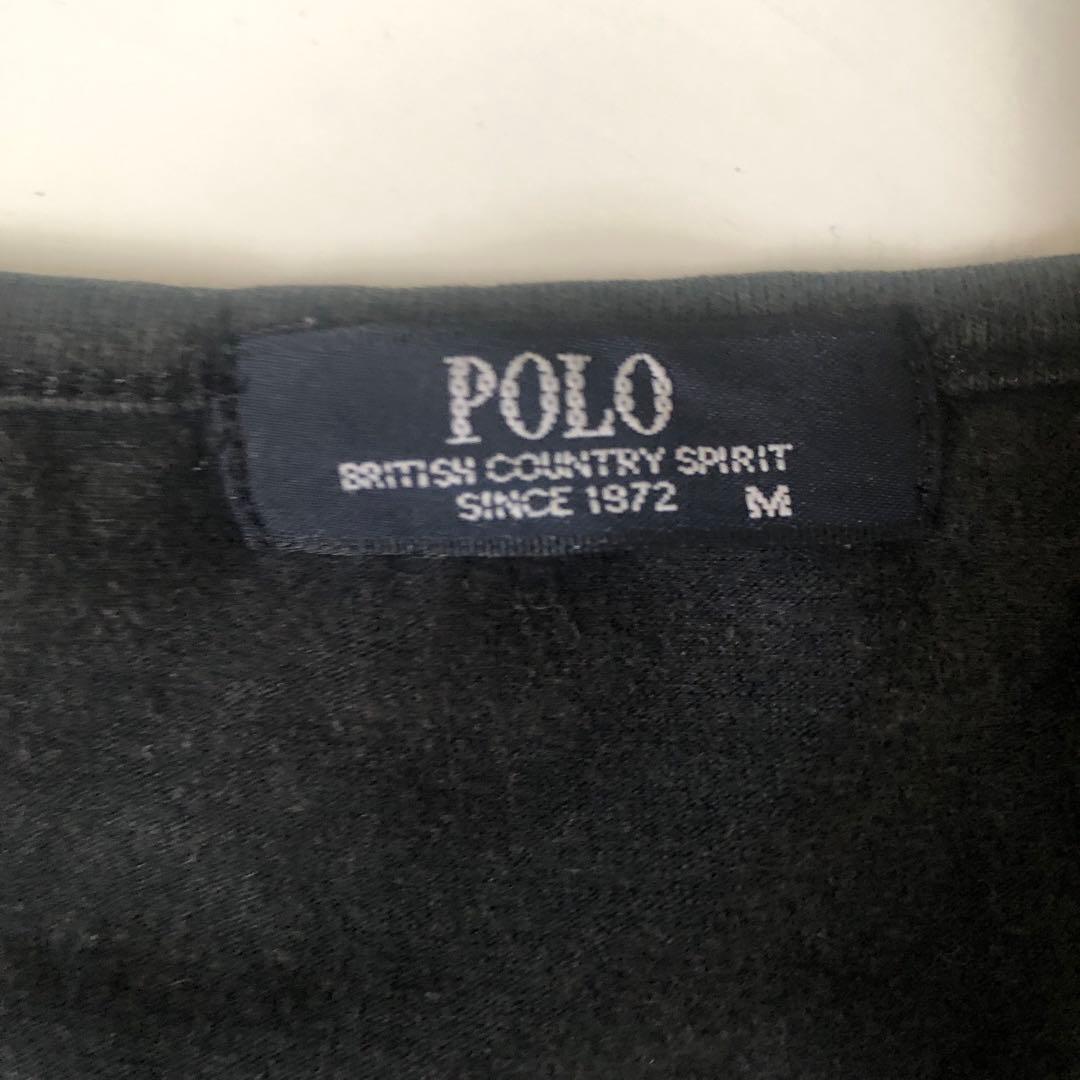 POLO
BRITISH COUNTRY SPIRIT
SINCE 1972 M